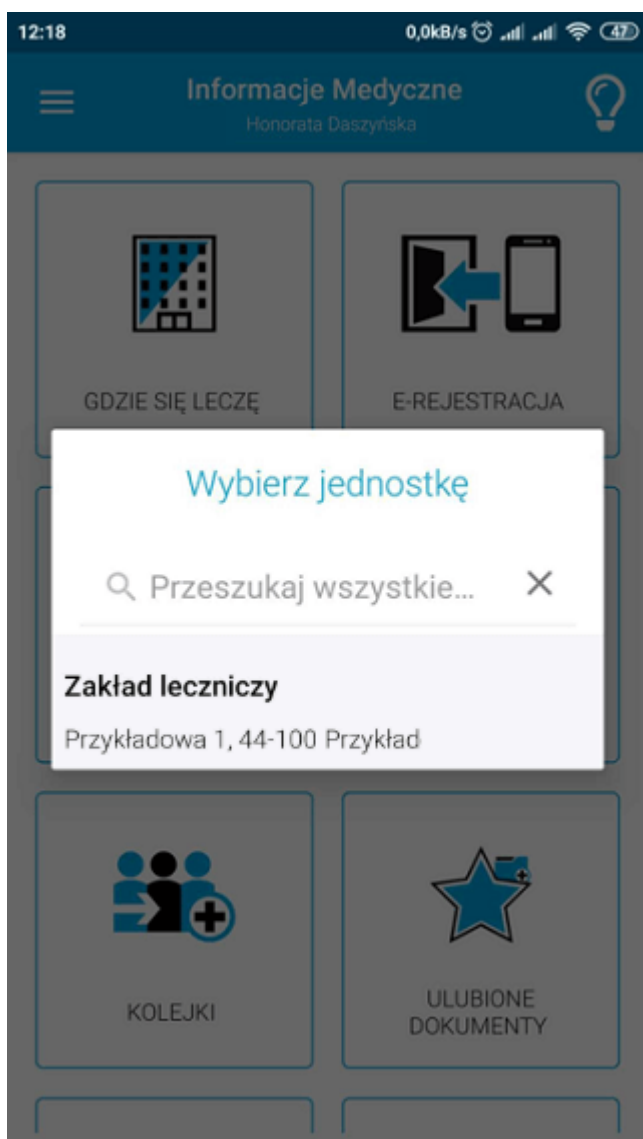 12:18 0,0kB/s 47
Informacje Medyczne
Honorata Daszyńska
GDZIE SIĘ LECZĘ
E-REJESTRACJA
Wybierz jednostkę
Przeszukaj wszystkie...
Zakład leczniczy
Przykładowa 1, 44-100 Przykład
KOLEJKI
ULUBIONE
DOKUMENTY